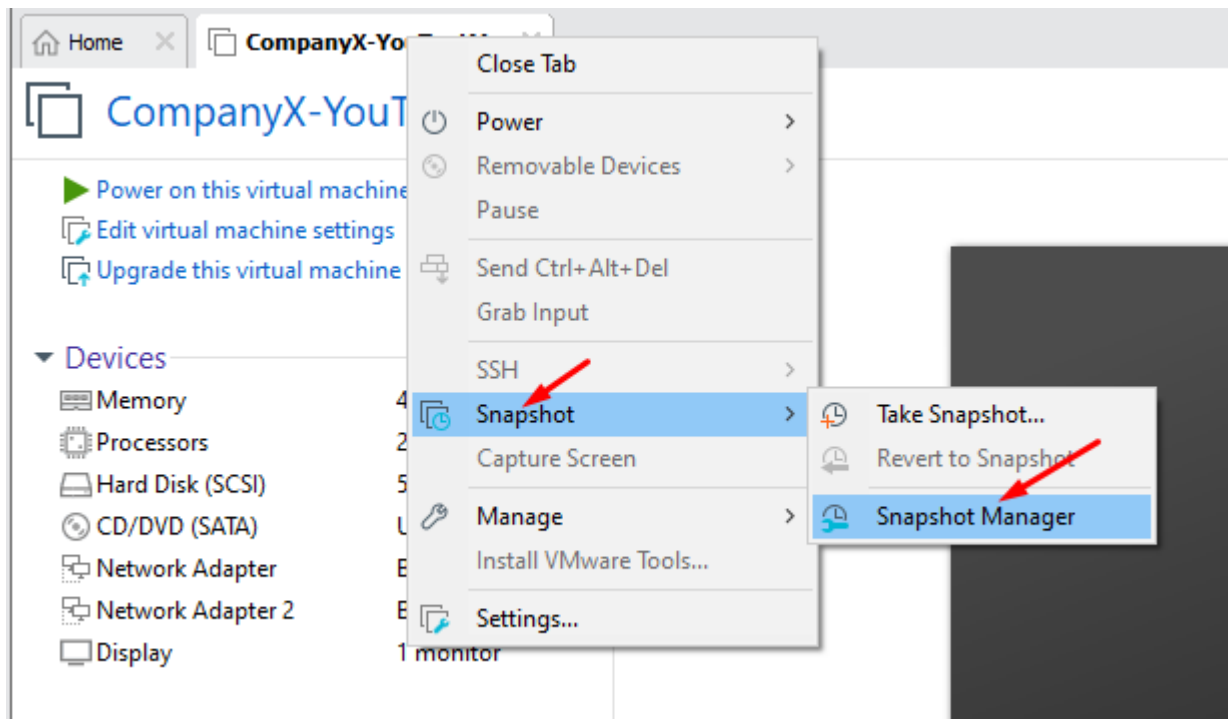 Home
CompanyX-You
CompanyX-YouT
Close Tab
Power on this virtual machine
Edit virtual machine settings
Upgrade this virtual machine
Power
Removable Devices
Pause
Send Ctrl+Alt+Del
Grab Input
SSH
Snapshot
Capture Screen
Manage
Install VMware Tools...
Settings...
Take Snapshot...
Revert to Snapshot
Snapshot Manager
Devices
Memory 4
Processors 2
Hard Disk (SCSI) 5
CD/DVD (SATA)
Network Adapter
Network Adapter 2
Display 1 monitor